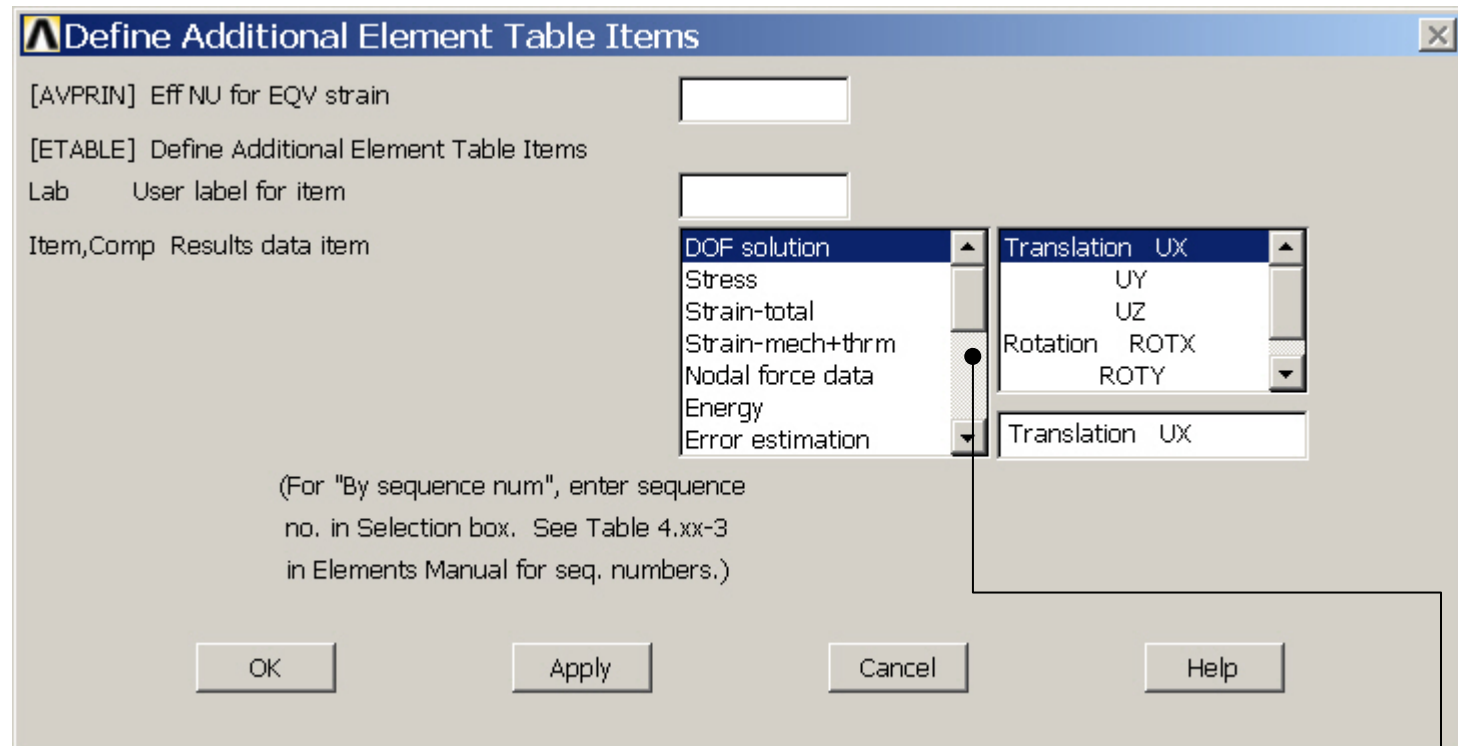 Define Additional Element Table Items
[AVPRIN] Eff NU for EQV strain
[ETABLE] Define Additional Element Table Items
Lab User label for item
Item,Comp Results data item
DOF solution
Stress
Strain-total
Strain-mech+thrm
Nodal force data
Energy
Error estimation
Translation UX
UY
UZ
Rotation ROTX
ROTY
Translation UX
(For "By sequence num", enter sequence
no. in Selection box. See Table 4.xx-3
in Elements Manual for seq. numbers.)
OK Apply Cancel Help